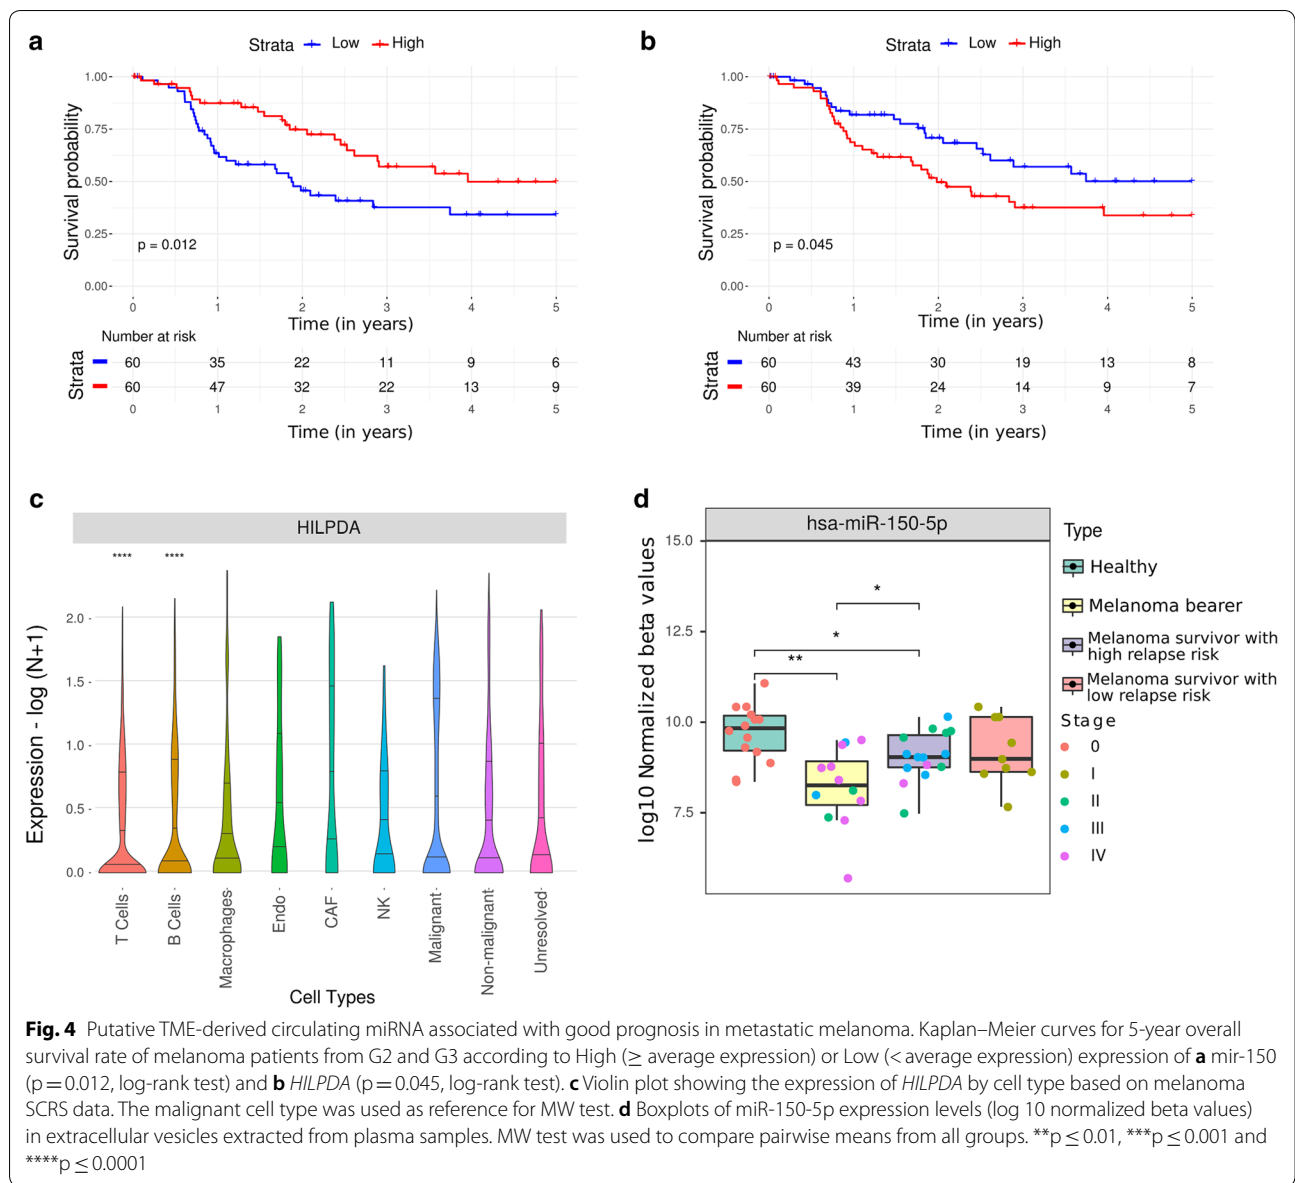 a
Strata Low High
1.00
0.75
0.50
0.25
0.00
Survival probability
p = 0.012
0 1 2 3 4 5
Time (in years)
Number at risk
Strata
60 35 22 11 9 6
60 47 32 22 13 9
0 1 2 3 4 5
Time (in years)
b
Strata Low High
1.00
0.75
0.50
0.25
0.00
Survival probability
p = 0.045
0 1 2 3 4 5
Time (in years)
Number at risk
Strata
60 43 30 19 13 8
60 39 24 14 9 7
0 1 2 3 4 5
Time (in years)
c
HILPDA
**** ****
2.0
1.5
1.0
0.5
0.0
Expression - log (N+1)
T Cells
B Cells
Macrophages
Endo
CAF
NK
Malignant
Non-malignant
Unresolved
Cell Types
d
hsa-miR-150-5p
15.0
12.5
10.0
7.5
log10 Normalized beta values
*
*
**
Type
Healthy
Melanoma bearer
Melanoma survivor with
high relapse risk
Melanoma survivor with
low relapse risk
Stage
0
I
II
III
IV
Fig. 4 Putative TME-derived circulating miRNA associated with good prognosis in metastatic melanoma. Kaplan–Meier curves for 5-year overall
survival rate of melanoma patients from G2 and G3 according to High (≥ average expression) or Low (< average expression) expression of a mir-150
(p = 0.012, log-rank test) and b HILPDA (p = 0.045, log-rank test). c Violin plot showing the expression of HILPDA by cell type based on melanoma
SCRS data. The malignant cell type was used as reference for MW test. d Boxplots of miR-150-5p expression levels (log 10 normalized beta values)
in extracellular vesicles extracted from plasma samples. MW test was used to compare pairwise means from all groups. **p ≤ 0.01, ***p ≤ 0.001 and
****p ≤ 0.0001